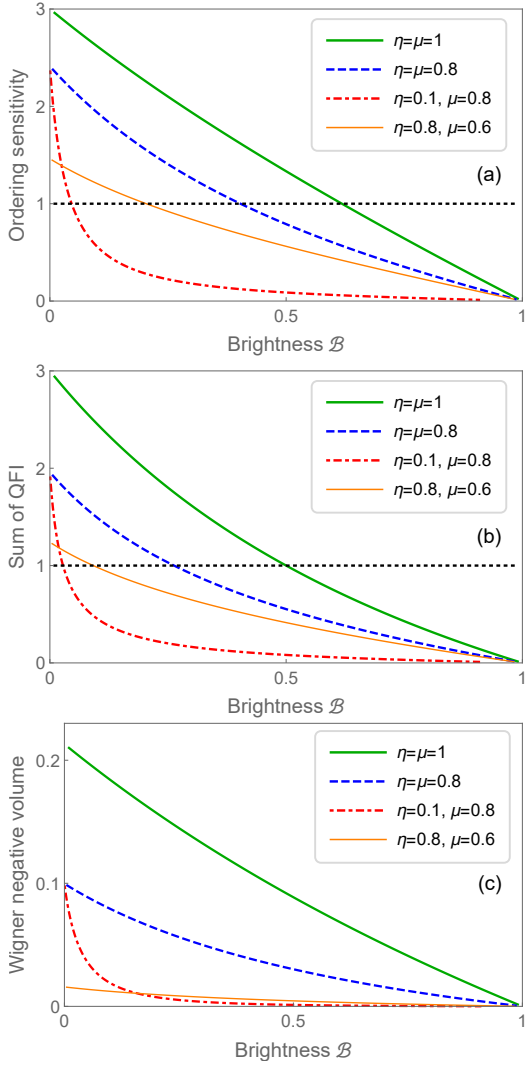 3
2
1
0
Ordering sensitivity
η=μ=1
η=μ=0.8
η=0.1, μ=0.8
η=0.8, μ=0.6
(a)
0 0.5 1
Brightness ℬ
3
2
1
0
Sum of QFI
η=μ=1
η=μ=0.8
η=0.1, μ=0.8
η=0.8, μ=0.6
(b)
0 0.5 1
Brightness ℬ
0.2
0.1
0
Wigner negative volume
η=μ=1
η=μ=0.8
η=0.1, μ=0.8
η=0.8, μ=0.6
(c)
0 0.5 1
Brightness ℬ